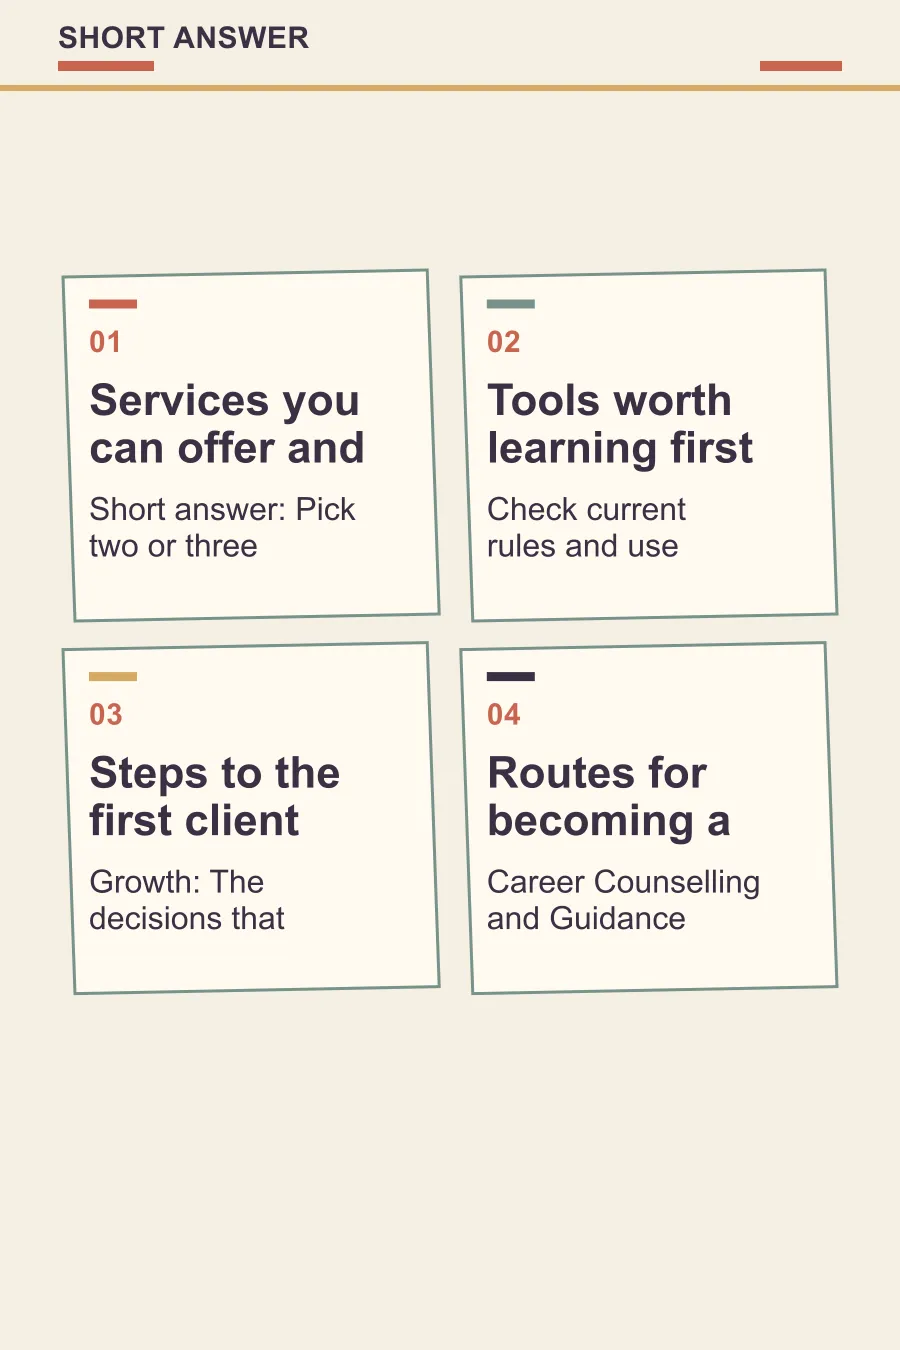 SHORT ANSWER
01
Services you
can offer and
Short answer: Pick
two or three
02
Tools worth
learning first
Check current
rules and use
03
Steps to the
first client
Growth: The
decisions that
04
Routes for
becoming a
Career Counselling
and Guidance